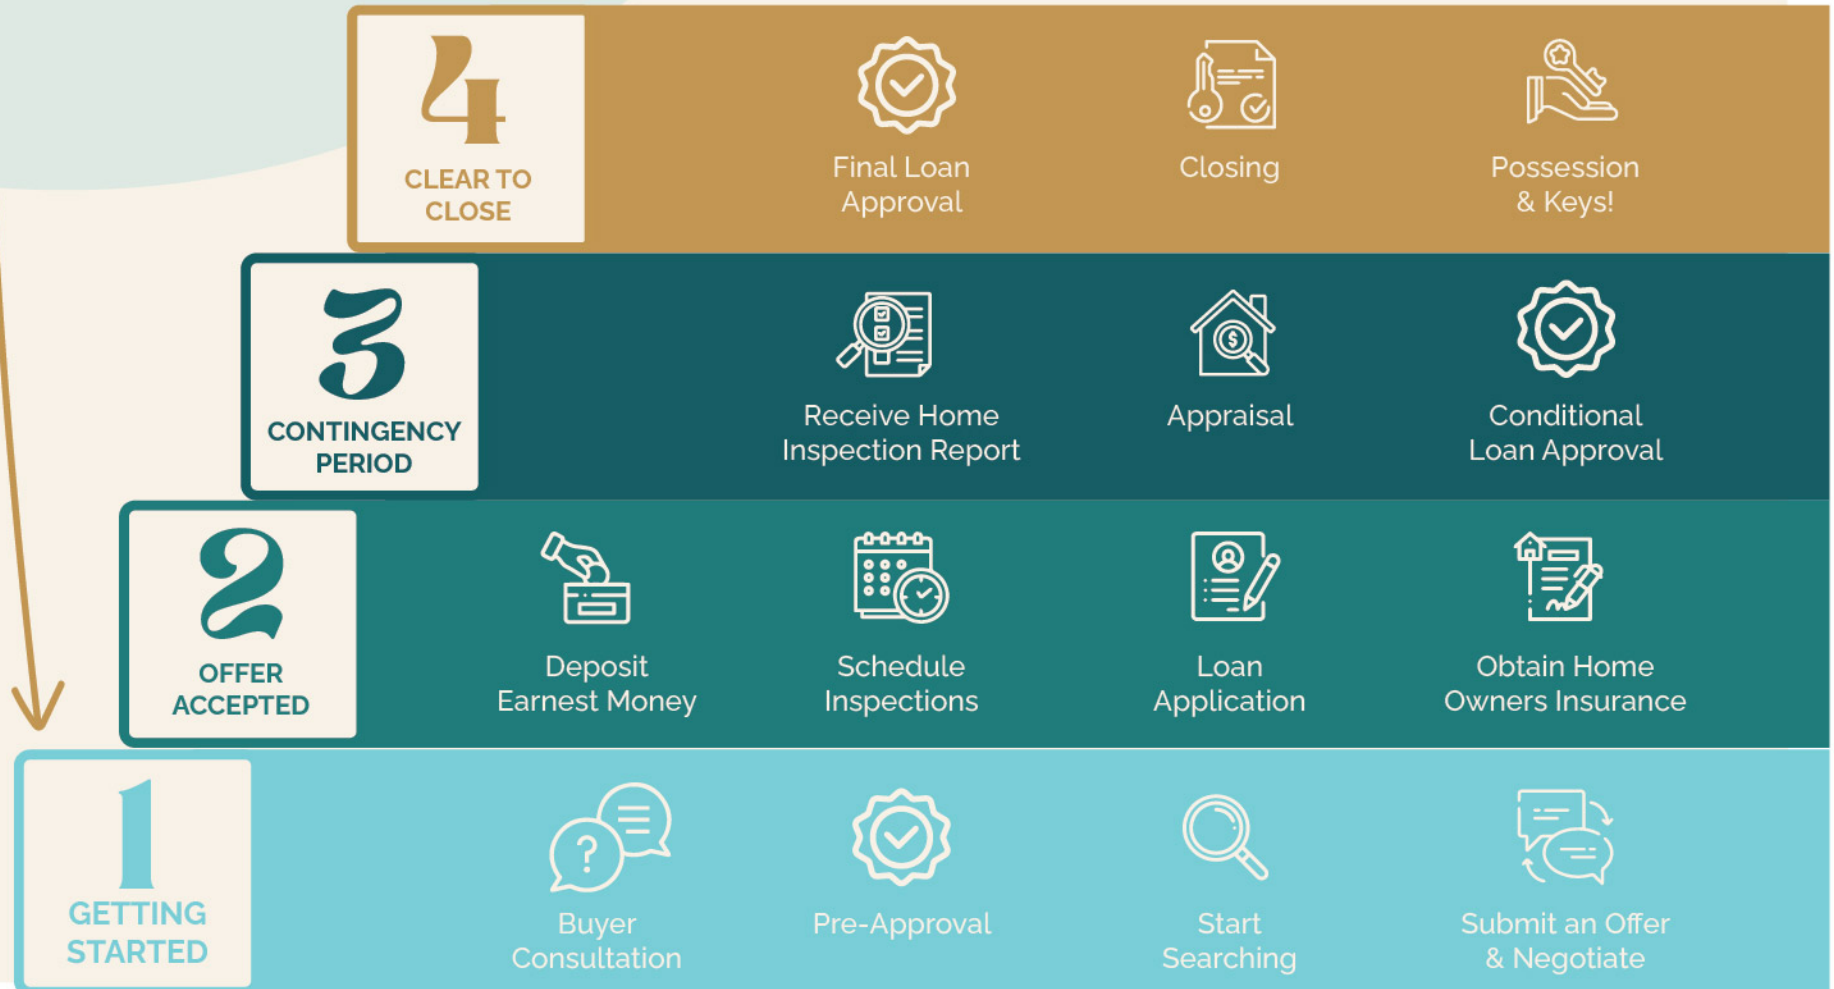 4
CLEAR TO
CLOSE
Final Loan
Approval
Closing
Possession
& Keys!
3
CONTINGENCY
PERIOD
Receive Home
Inspection Report
Appraisal
Conditional
Loan Approval
2
OFFER
ACCEPTED
Deposit
Earnest Money
Schedule
Inspections
Loan
Application
Obtain Home
Owners Insurance
1
GETTING
STARTED
Buyer
Consultation
Pre-Approval
Start
Searching
Submit an Offer
& Negotiate